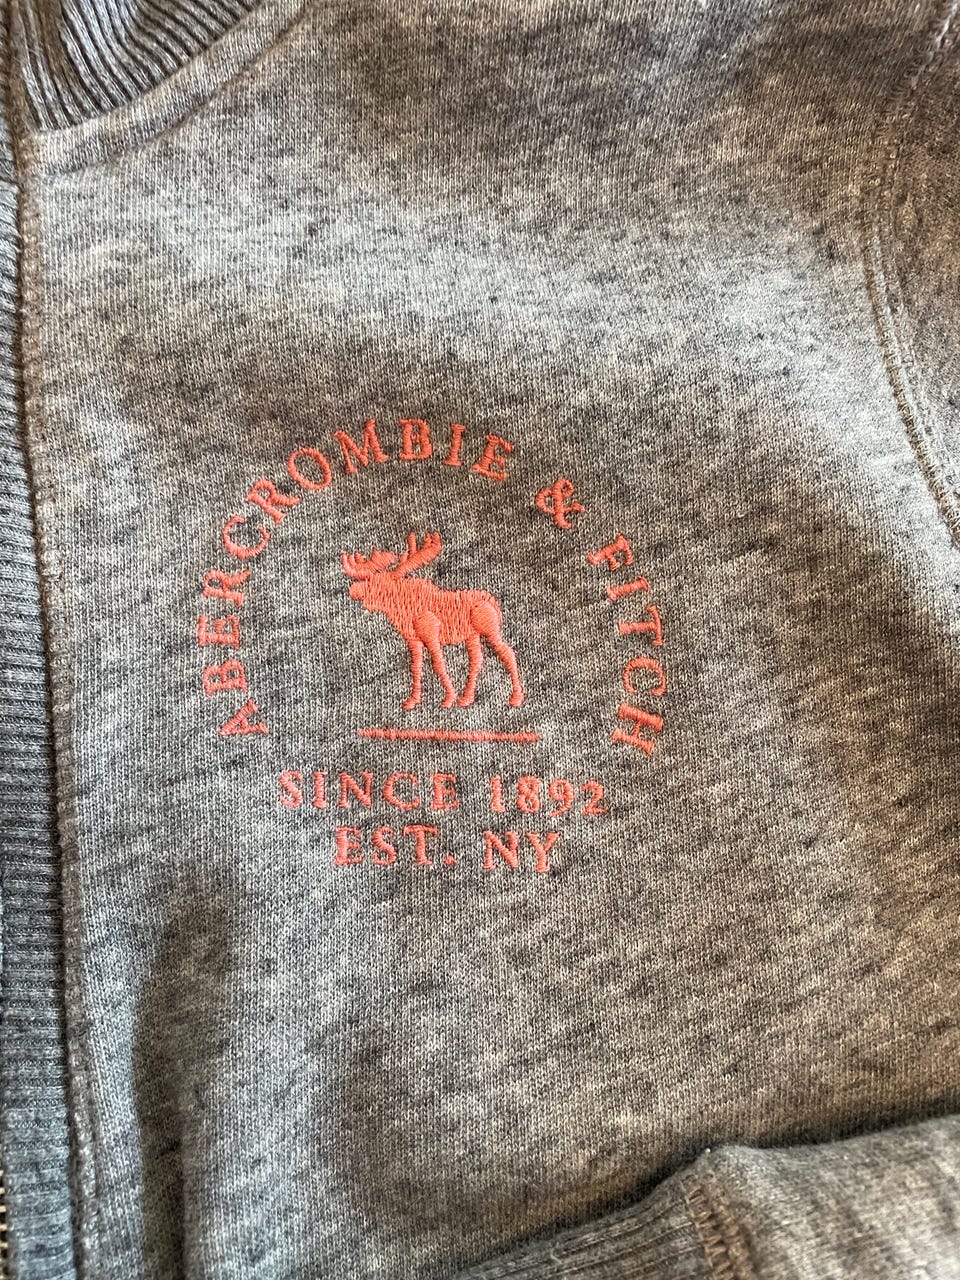 ABERCROMBIE & FITCH
SINCE 1892
EST. NY